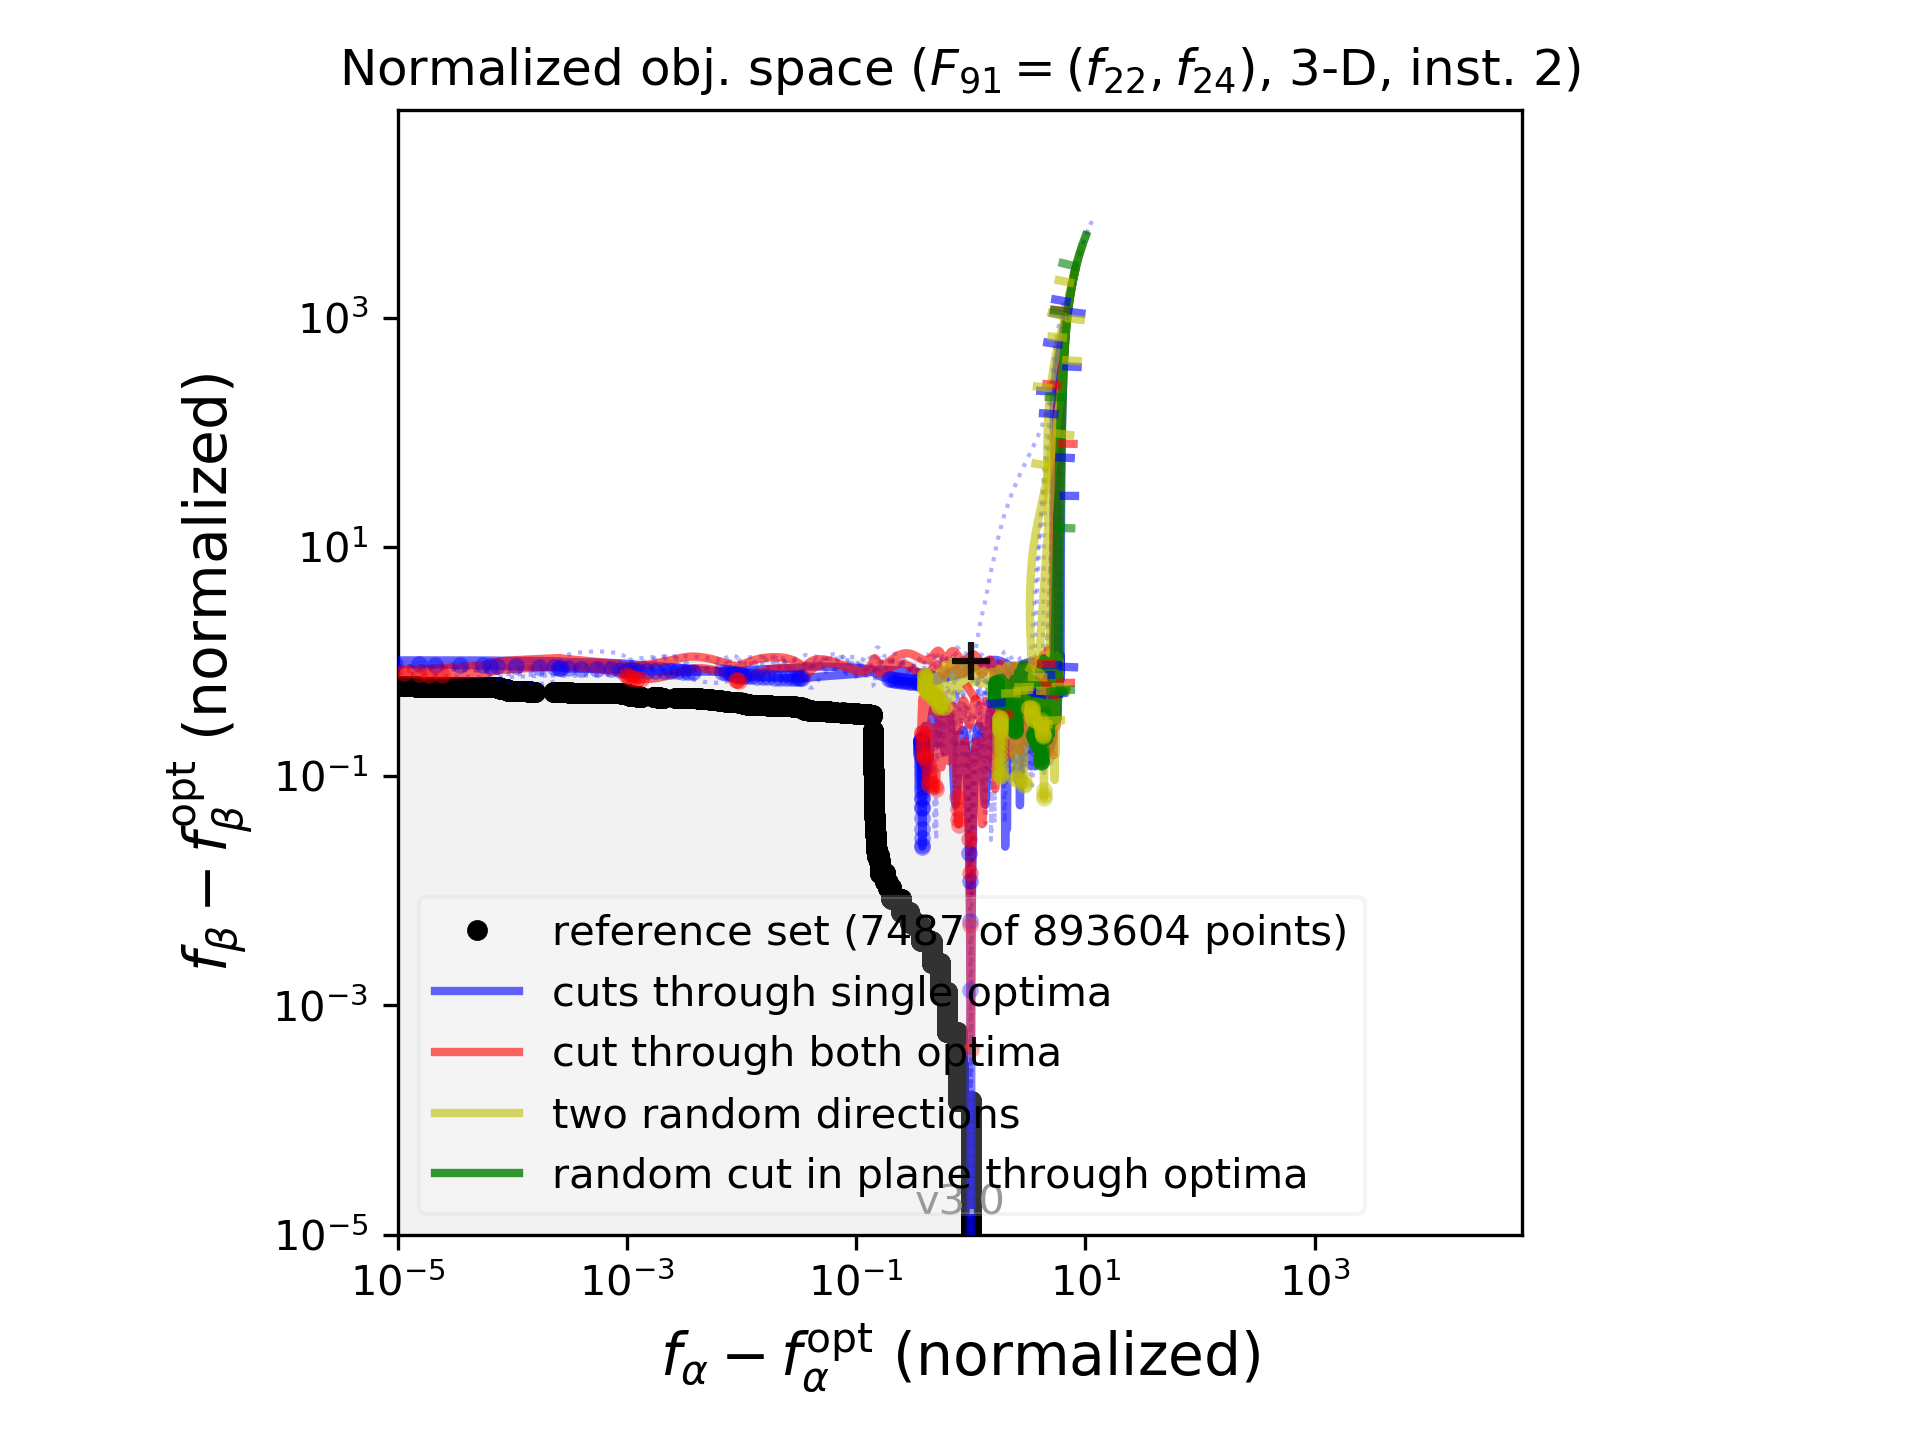 Normalized obj. space (F₉₁ = (f₂₂, f₂₄), 3-D, inst. 2)
f_β − f_β^opt (normalized)
10³
10¹
10⁻¹
10⁻³
10⁻⁵
reference set (7487 of 893604 points)
cuts through single optima
cut through both optima
two random directions
random cut in plane through optima
v3.0
10⁻⁵ 10⁻³ 10⁻¹ 10¹ 10³
f_α − f_α^opt (normalized)